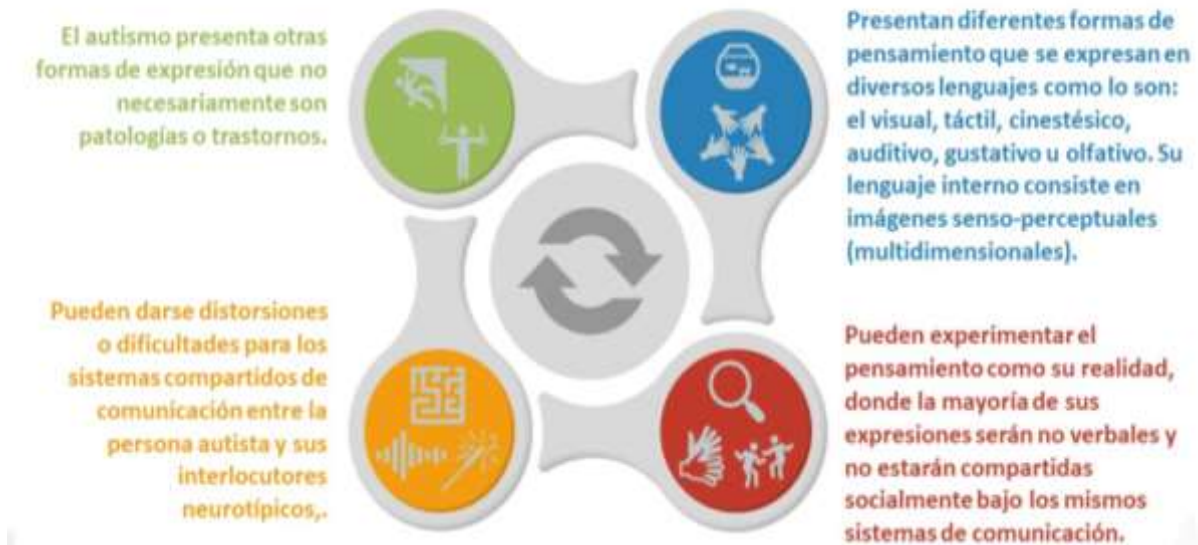 El autismo presenta otras
formas de expresión que no
necesariamente son
patologías o trastornos.
Presentan diferentes formas de
pensamiento que se expresan en
diversos lenguajes como lo son:
el visual, táctil, cinestésico,
auditivo, gustativo u olfativo. Su
lenguaje interno consiste en
imágenes senso-perceptuales
(multidimensionales).
Pueden darse distorsiones
o dificultades para los
sistemas compartidos de
comunicación entre la
persona autista y sus
interlocutores
neurotípicos,.
Pueden experimentar el
pensamiento como su realidad,
donde la mayoría de sus
expresiones serán no verbales y
no estarán compartidas
socialmente bajo los mismos
sistemas de comunicación.